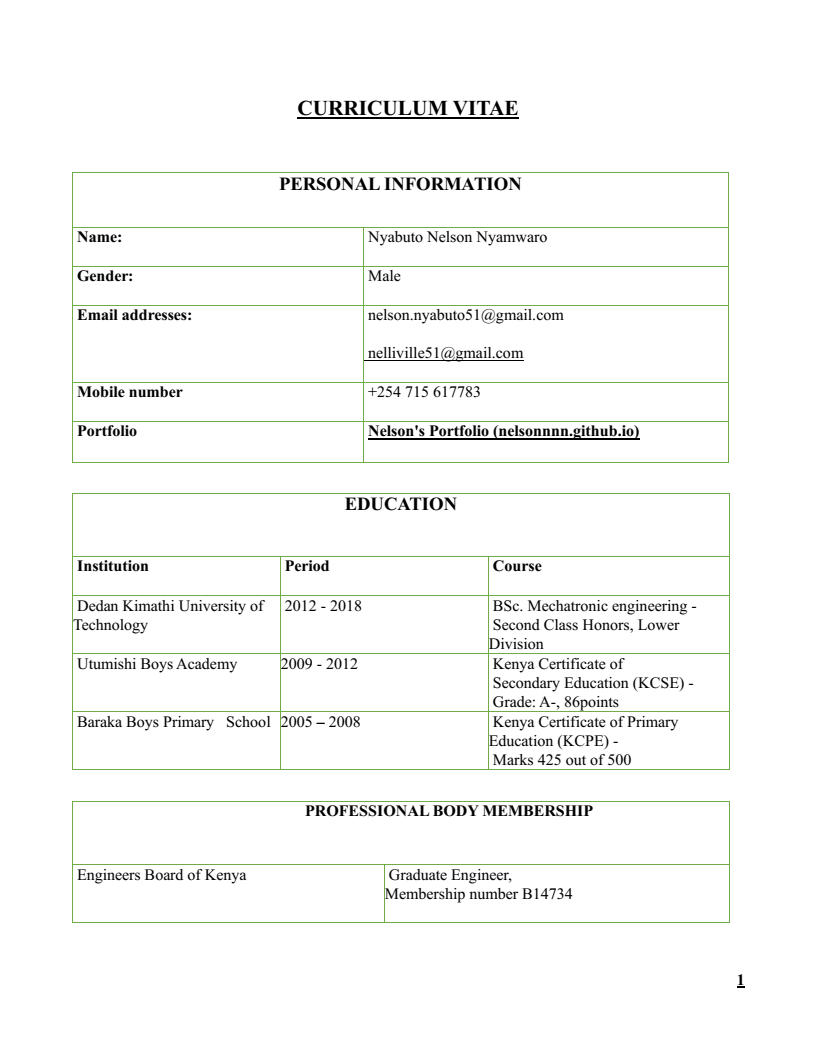 CURRICULUM VITAE
PERSONAL INFORMATION
Name: Nyabuto Nelson Nyamwaro
Gender: Male
Email addresses: nelson.nyabuto51@gmail.com
nelliville51@gmail.com
Mobile number +254 715 617783
Portfolio Nelson's Portfolio (nelsonnnn.github.io)
EDUCATION
Institution Period Course
Dedan Kimathi University of 2012 - 2018 BSc. Mechatronic engineering -
Technology Second Class Honors, Lower
Division
Utumishi Boys Academy 2009 - 2012 Kenya Certificate of
Secondary Education (KCSE) -
Grade: A-, 86points
Baraka Boys Primary School 2005 – 2008 Kenya Certificate of Primary
Education (KCPE) -
Marks 425 out of 500
PROFESSIONAL BODY MEMBERSHIP
Engineers Board of Kenya Graduate Engineer,
Membership number B14734
1